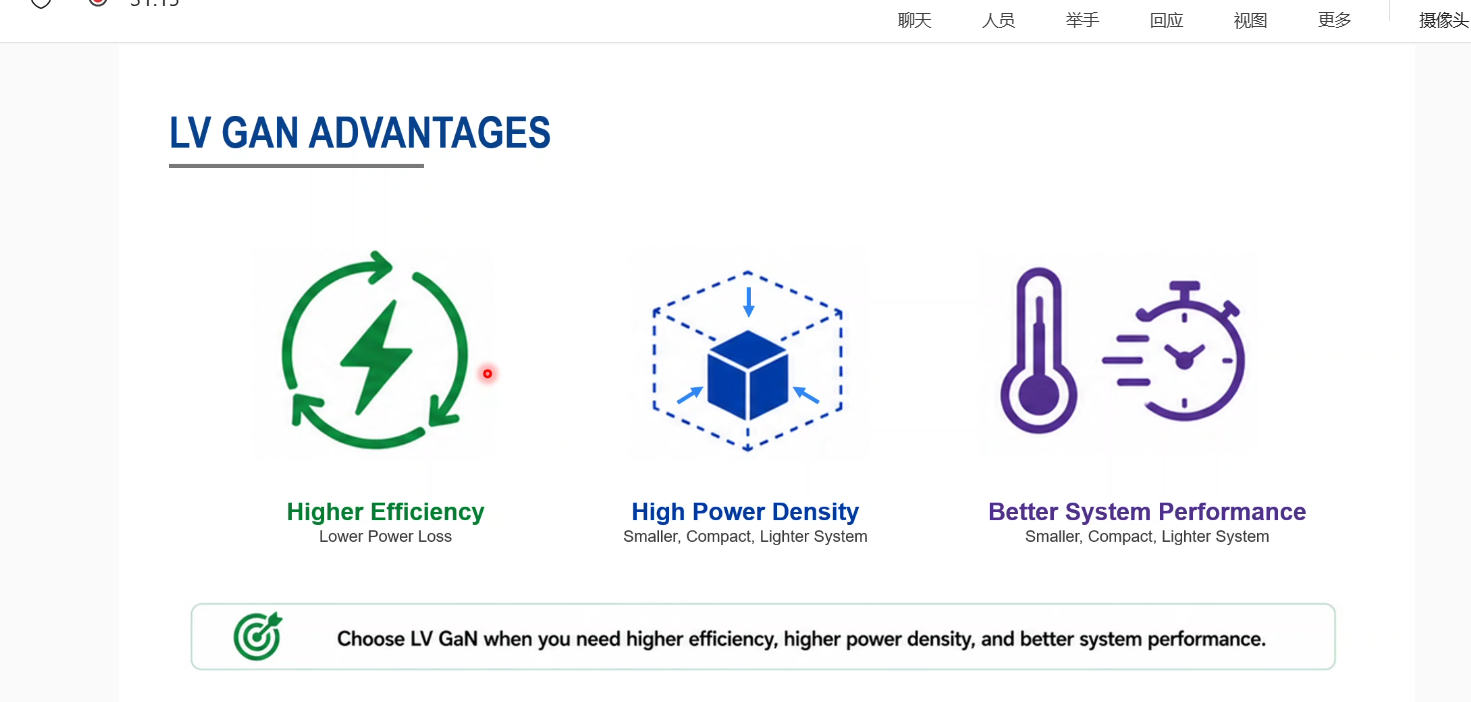 聊天 人员 举手 回应 视图 更多 摄像头
LV GAN ADVANTAGES
Higher Efficiency
Lower Power Loss
High Power Density
Smaller, Compact, Lighter System
Better System Performance
Smaller, Compact, Lighter System
Choose LV GaN when you need higher efficiency, higher power density, and better system performance.